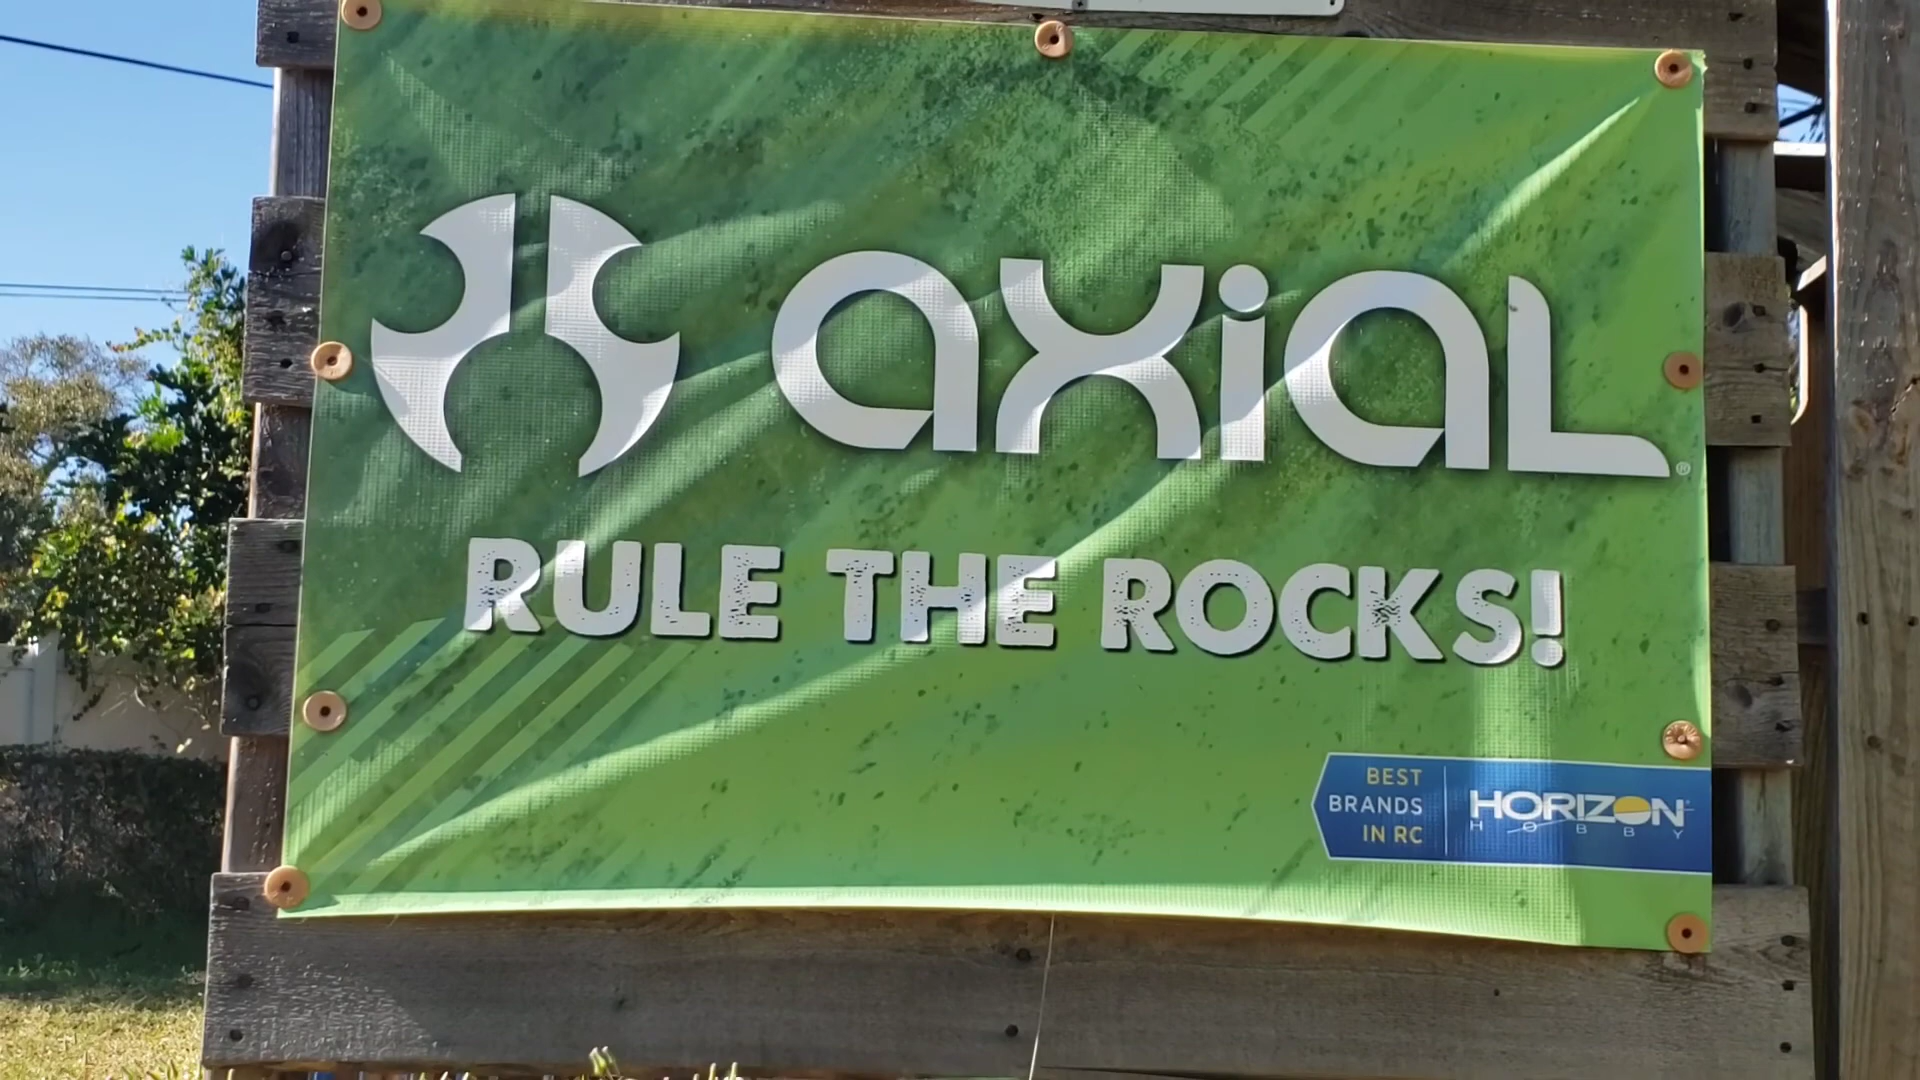 axial®
RULE THE ROCKS!
BEST
BRANDS
IN RC
HORIZON
HOBBY